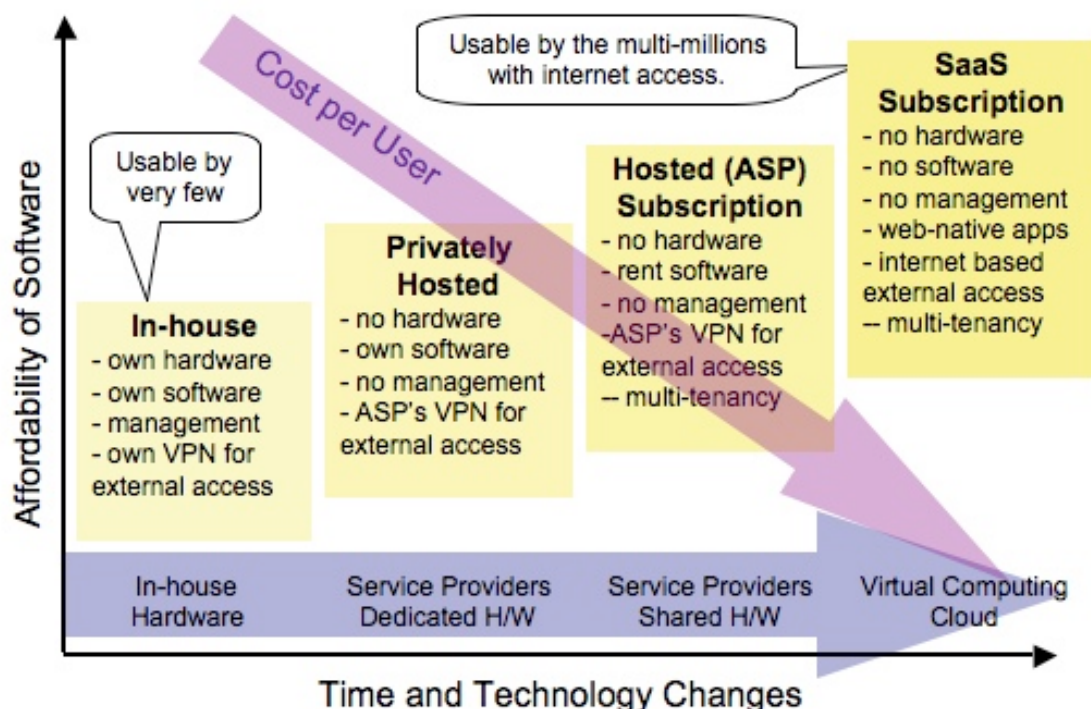 Affordability of Software
Cost per User
Usable by
very few
In-house
- own hardware
- own software
- management
- own VPN for
external access
Privately
Hosted
- no hardware
- own software
- no management
- ASP's VPN for
external access
Hosted (ASP)
Subscription
- no hardware
- rent software
- no management
-ASP's VPN for
external access
-- multi-tenancy
Usable by the multi-millions
with internet access.
SaaS
Subscription
- no hardware
- no software
- no management
- web-native apps
- internet based
external access
-- multi-tenancy
In-house
Hardware
Service Providers
Dedicated H/W
Service Providers
Shared H/W
Virtual Computing
Cloud
Time and Technology Changes